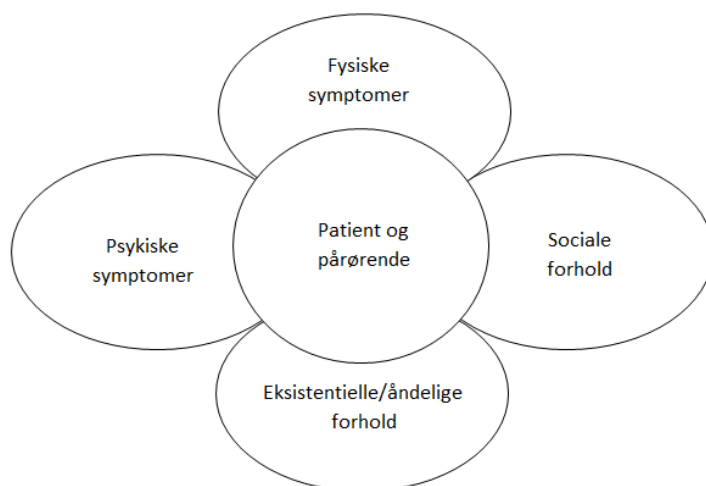 Fysiske
symptomer
Psykiske
symptomer
Patient og
pårørende
Sociale
forhold
Eksistentielle/åndelige
forhold